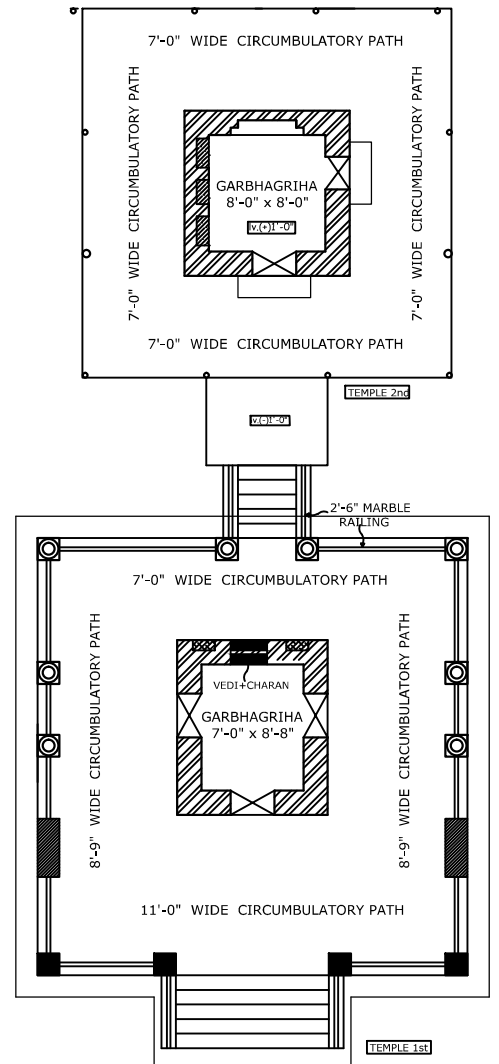 7'-0" WIDE CIRCUMBULATORY PATH
7'-0" WIDE CIRCUMBULATORY PATH
7'-0" WIDE CIRCUMBULATORY PATH
GARBHAGRIHA
8'-0" x 8'-0"
lv.(+)1'-0"
7'-0" WIDE CIRCUMBULATORY PATH
TEMPLE 2nd
lv.(-)1'-0"
2'-6" MARBLE
RAILING
7'-0" WIDE CIRCUMBULATORY PATH
8'-9" WIDE CIRCUMBULATORY PATH
8'-9" WIDE CIRCUMBULATORY PATH
VEDI+CHARAN
GARBHAGRIHA
7'-0" x 8'-8"
11'-0" WIDE CIRCUMBULATORY PATH
TEMPLE 1st